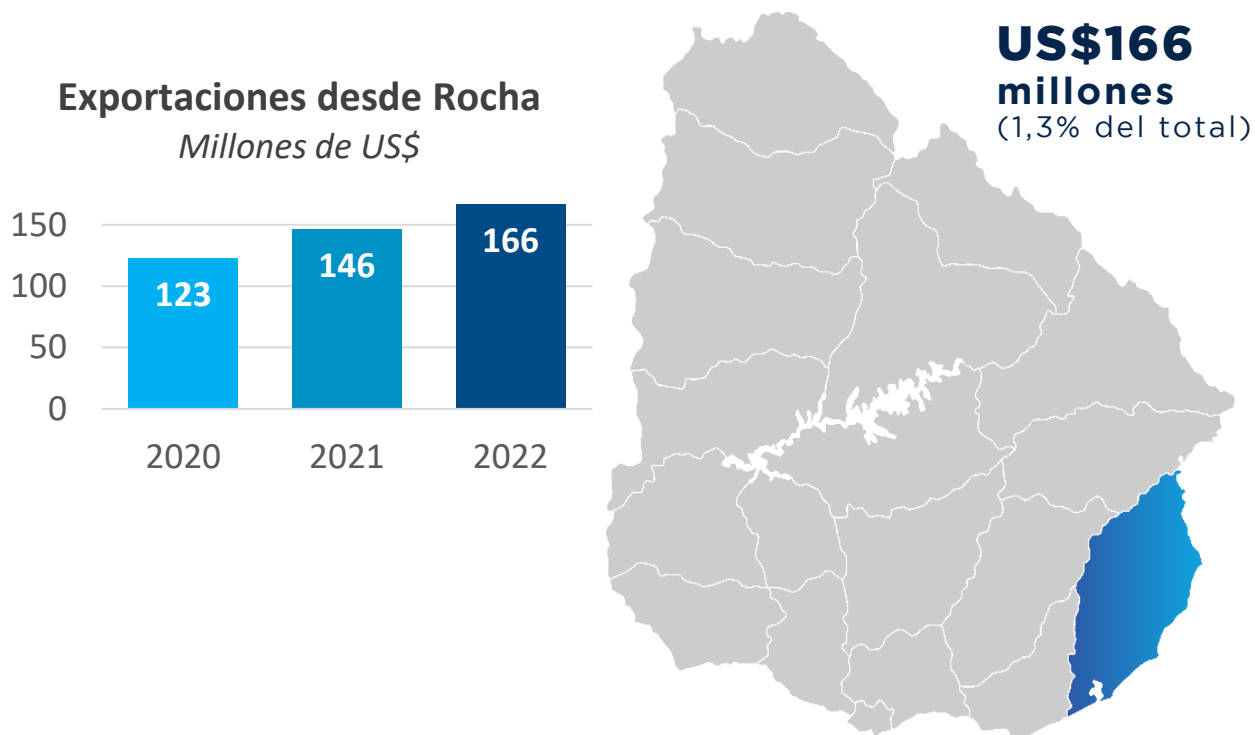 Exportaciones desde Rocha
Millones de US$
150
100
50
0
123
146
166
2020
2021
2022
US$166
millones
(1,3% del total)